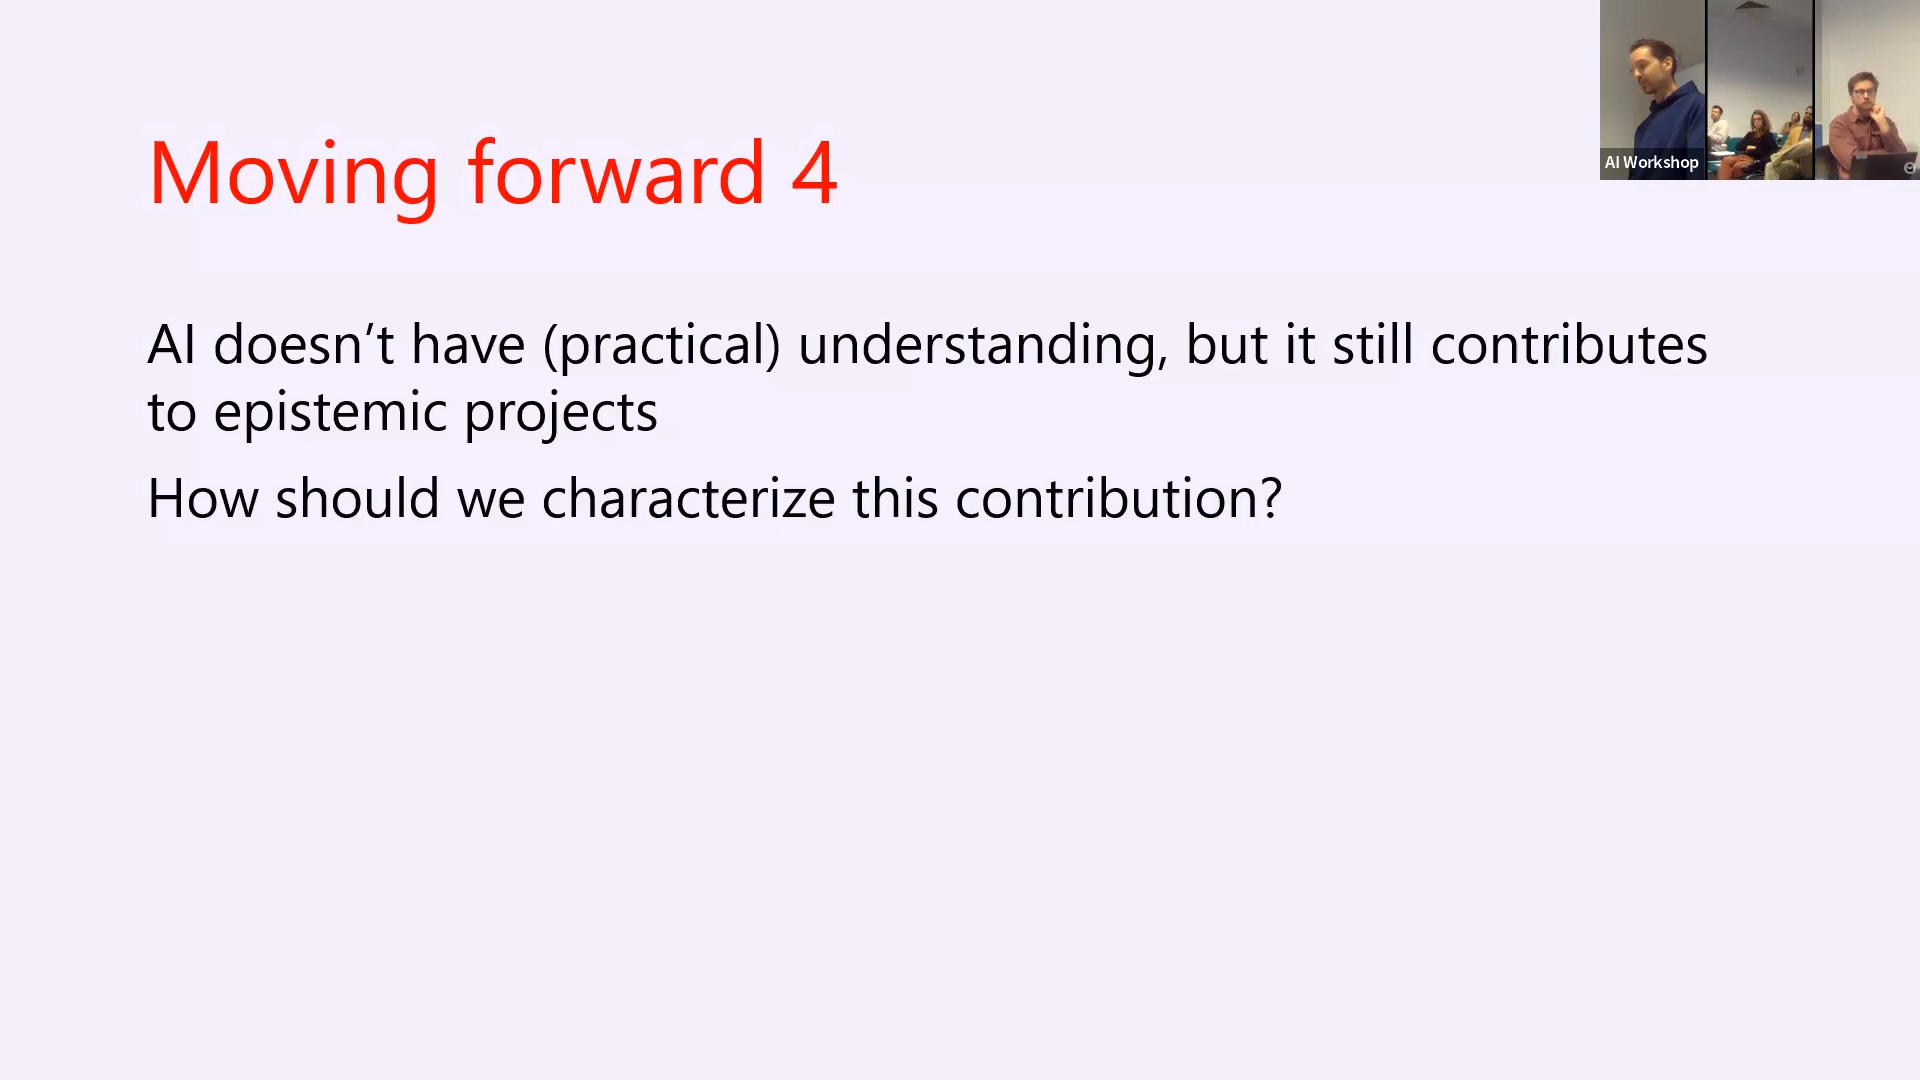 Moving forward 4
AI Workshop
AI doesn’t have (practical) understanding, but it still contributes
to epistemic projects
How should we characterize this contribution?